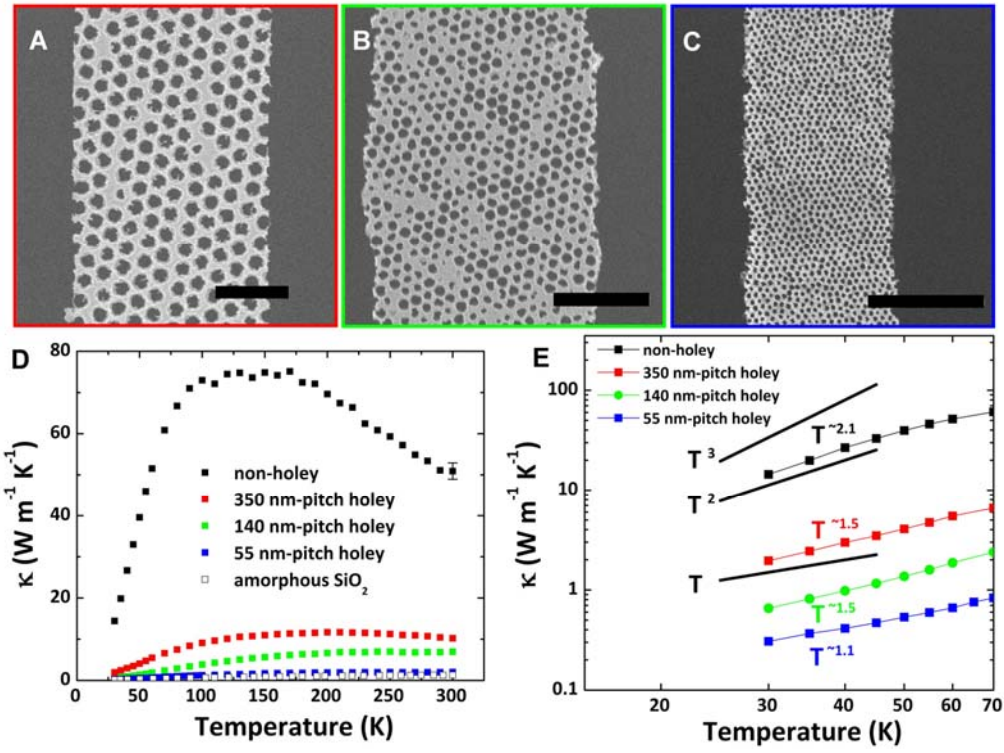 A
B
C
D
80
60
40
20
0
κ (W m⁻¹ K⁻¹)
non-holey
350 nm-pitch holey
140 nm-pitch holey
55 nm-pitch holey
amorphous SiO₂
0 50 100 150 200 250 300
Temperature (K)
E
non-holey
350 nm-pitch holey
140 nm-pitch holey
55 nm-pitch holey
100
10
1
0.1
κ (W m⁻¹ K⁻¹)
T ³
T ~2.1
T ²
T ~1.5
T
T ~1.5
T ~1.1
20 30 40 50 60 70
Temperature (K)